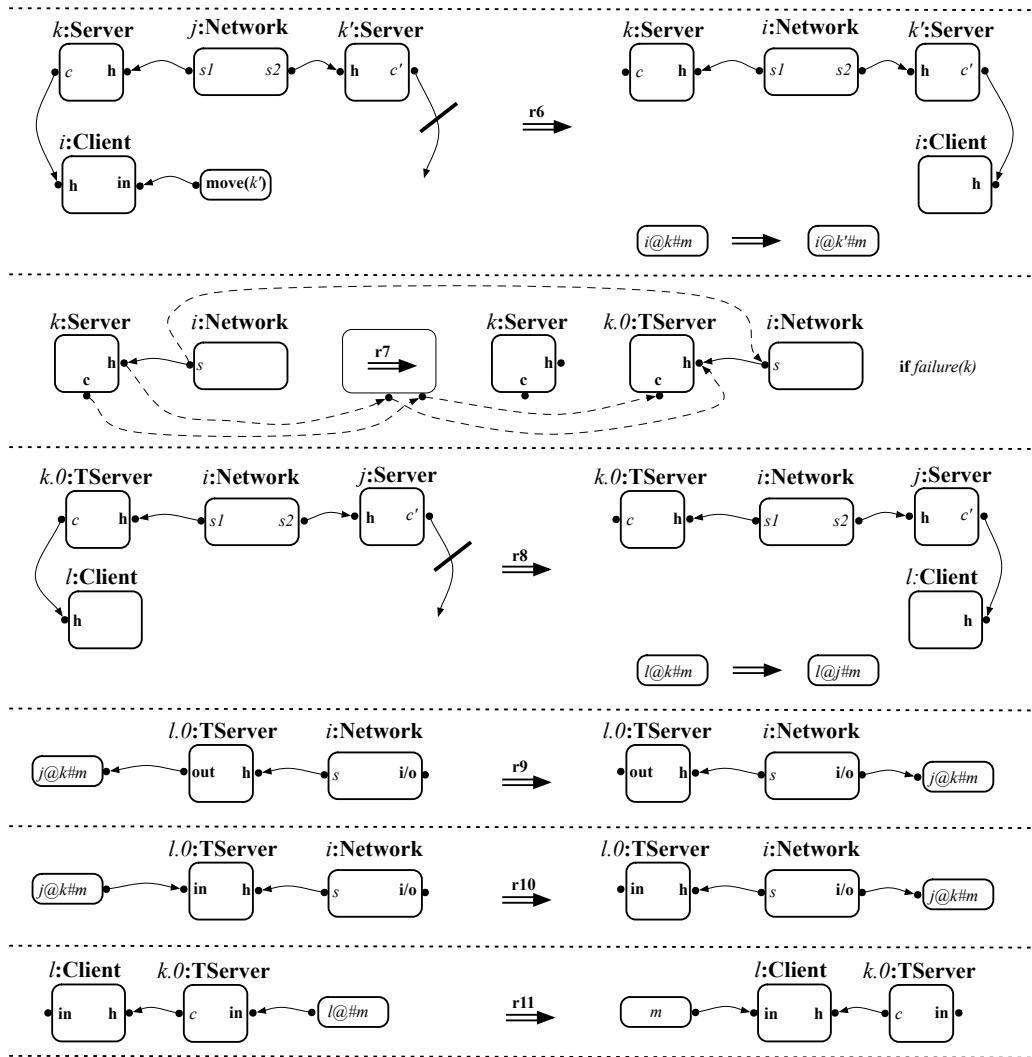 k:Server j:Network k':Server k:Server i:Network k':Server
c h s1 s2 h c' r6 c h s1 s2 h c'
i:Client i:Client
h in move(k') h
i@k#m i@k'#m
k:Server i:Network k:Server k.0:TServer i:Network
h s r7 h h s if failure(k)
c c c
k.0:TServer i:Network j:Server k.0:TServer i:Network j:Server
c h s1 s2 h c' r8 c h s1 s2 h c'
l:Client l:Client
h h
l@k#m l@j#m
l.0:TServer i:Network l.0:TServer i:Network
j@k#m out h s i/o r9 out h s i/o j@k#m
l.0:TServer i:Network l.0:TServer i:Network
j@k#m in h s i/o r10 in h s i/o j@k#m
l:Client k.0:TServer l:Client k.0:TServer
in h c in l@#m r11 m in h c in